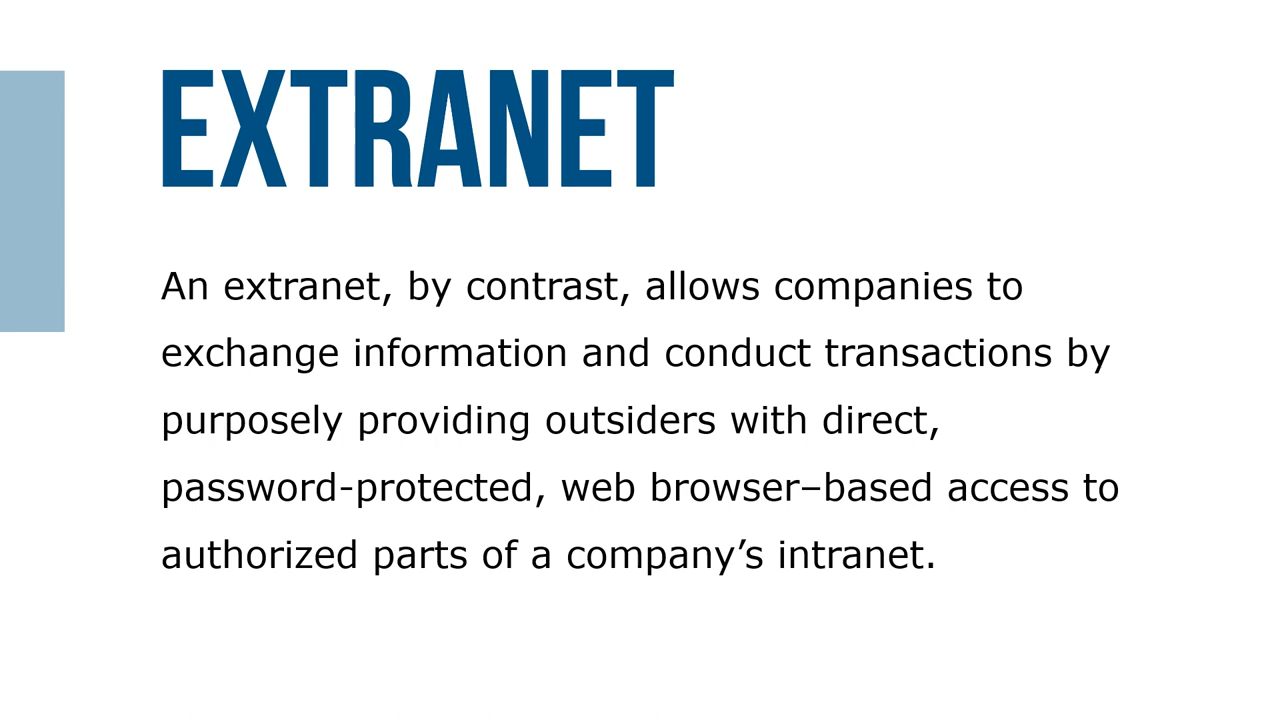 EXTRANET
An extranet, by contrast, allows companies to
exchange information and conduct transactions by
purposely providing outsiders with direct,
password-protected, web browser–based access to
authorized parts of a company’s intranet.